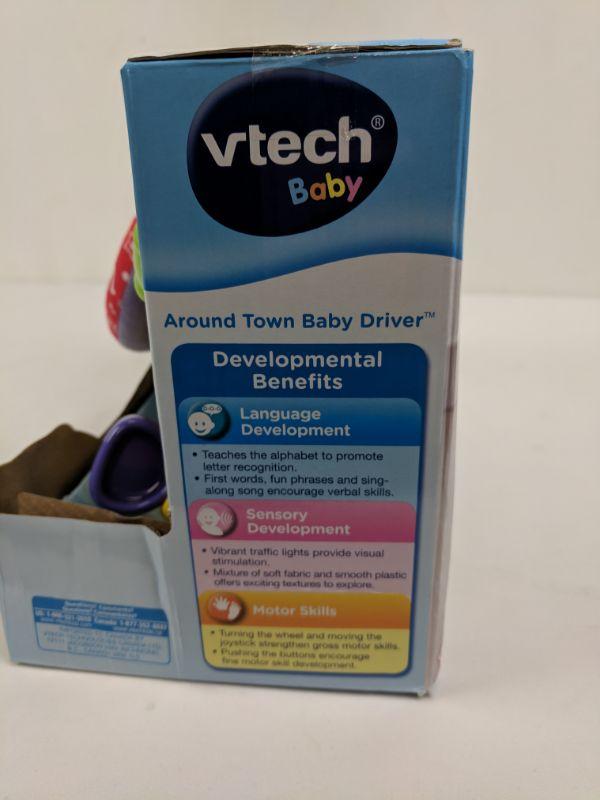 vtech®
Baby
Around Town Baby Driver™
Developmental
Benefits
Language
Development
• Teaches the alphabet to promote
letter recognition.
• First words, fun phrases and sing-
along song encourage verbal skills.
Sensory
Development
• Vibrant traffic lights provide visual
stimulation.
• Mixture of soft fabric and smooth plastic
offers exciting textures to explore.
Motor Skills
• Turning the wheel and moving the
joystick strengthen gross motor skills.
• Pushing the buttons encourage
fine motor skill development.